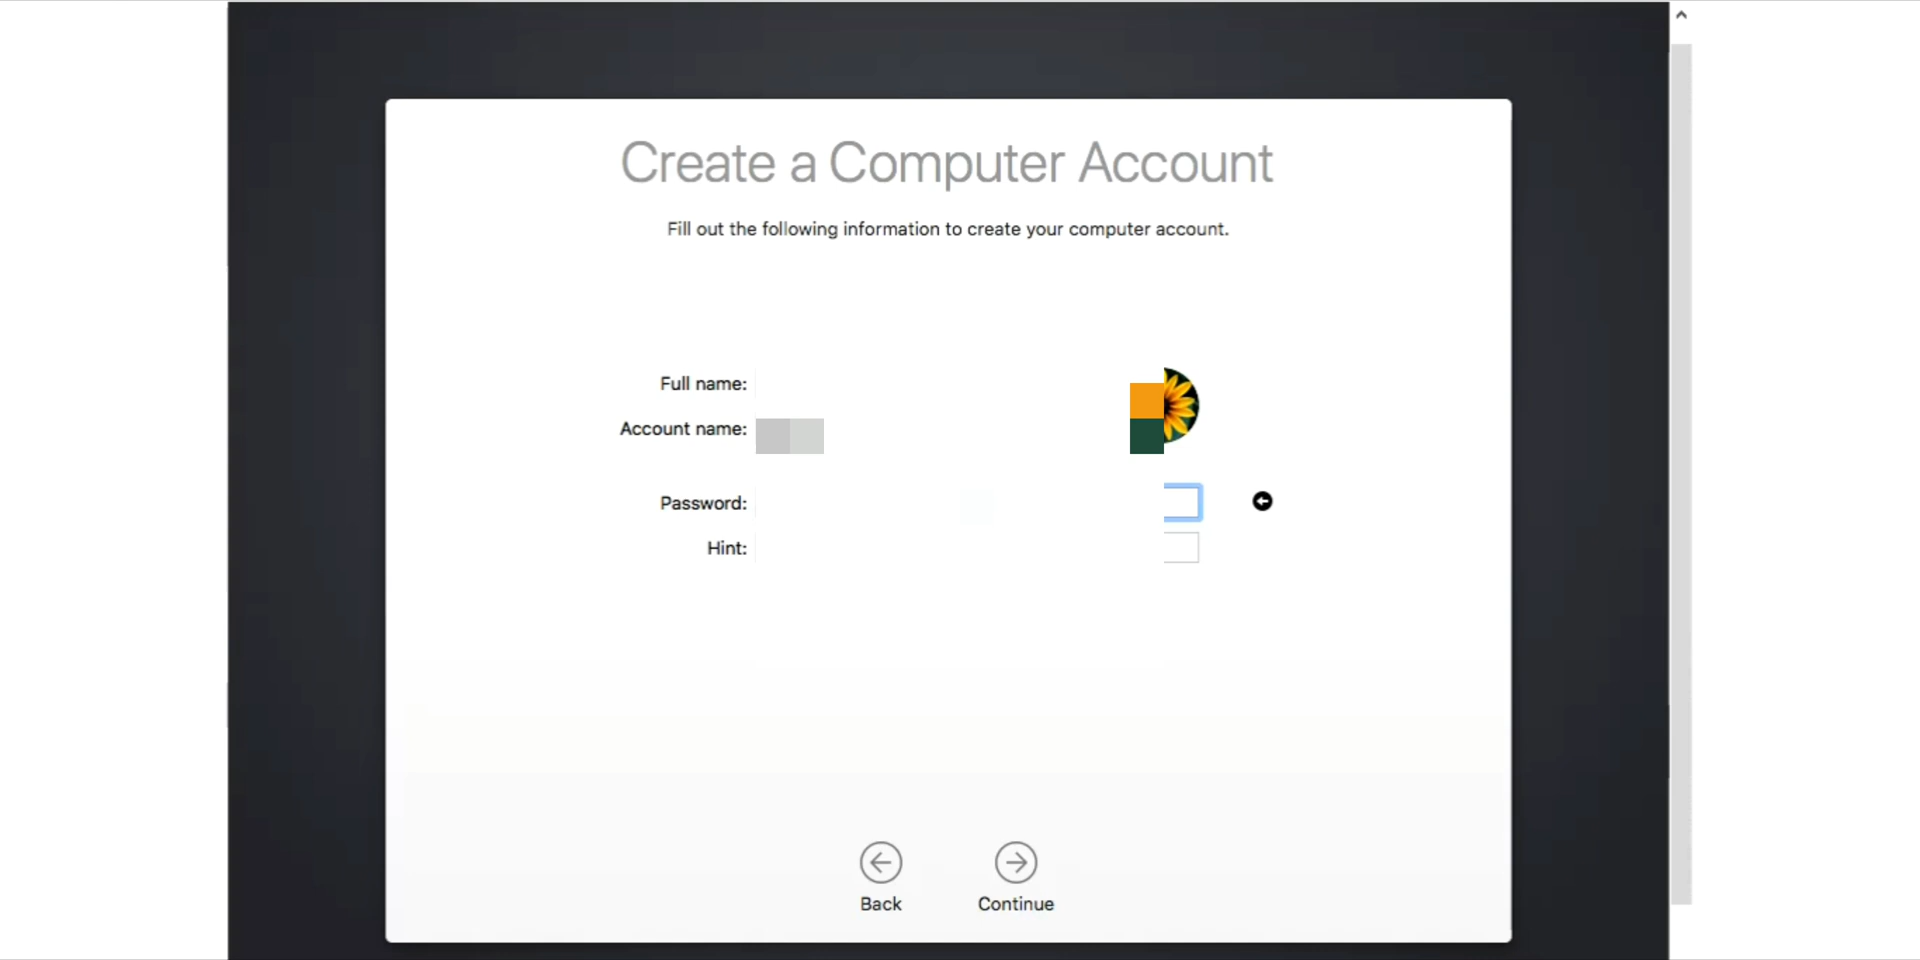 Create a Computer Account
Fill out the following information to create your computer account.
Full name:
Account name:
Password:
Hint:
Back
Continue